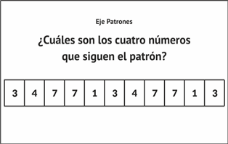 Eje Patrones
¿Cuáles son los cuatro números
que siguen el patrón?
3 4 7 7 1 3 4 7 7 1 3